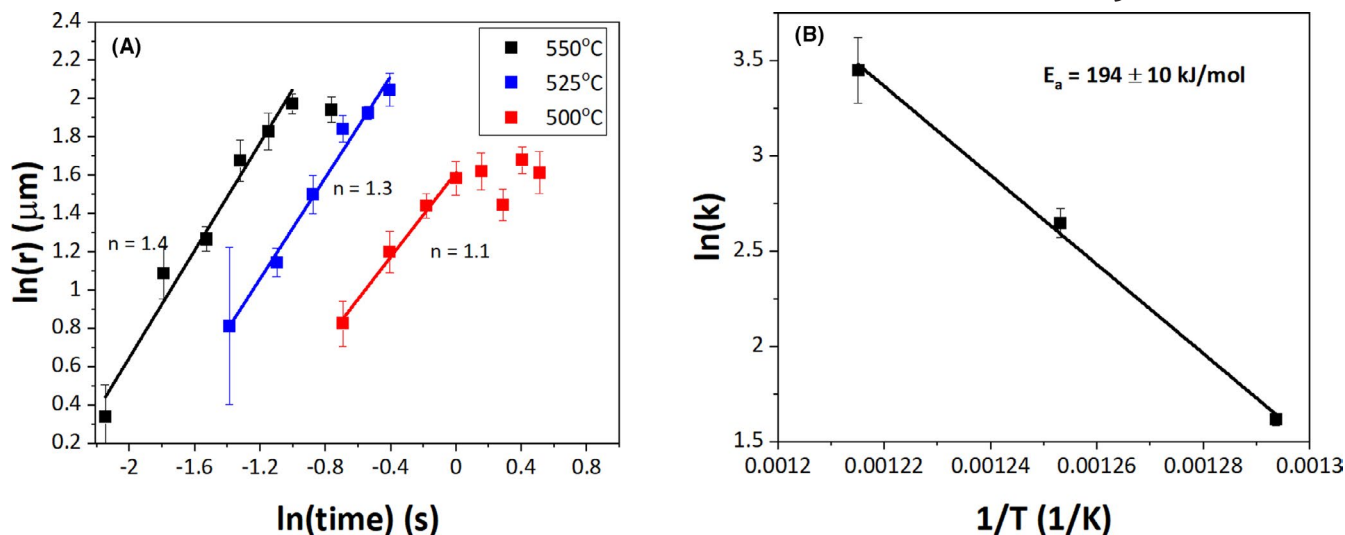 (A)
550°C
525°C
500°C
n = 1.4
n = 1.3
n = 1.1
ln(r) (μm)
2.4
2.2
2.0
1.8
1.6
1.4
1.2
1
0.8
0.6
0.4
0.2
-2
-1.6
-1.2
-0.8
-0.4
0
0.4
0.8
ln(time) (s)
(B)
Ea = 194 ± 10 kJ/mol
ln(k)
3.5
3
2.5
2
1.5
0.0012
0.00122
0.00124
0.00126
0.00128
0.0013
1/T (1/K)